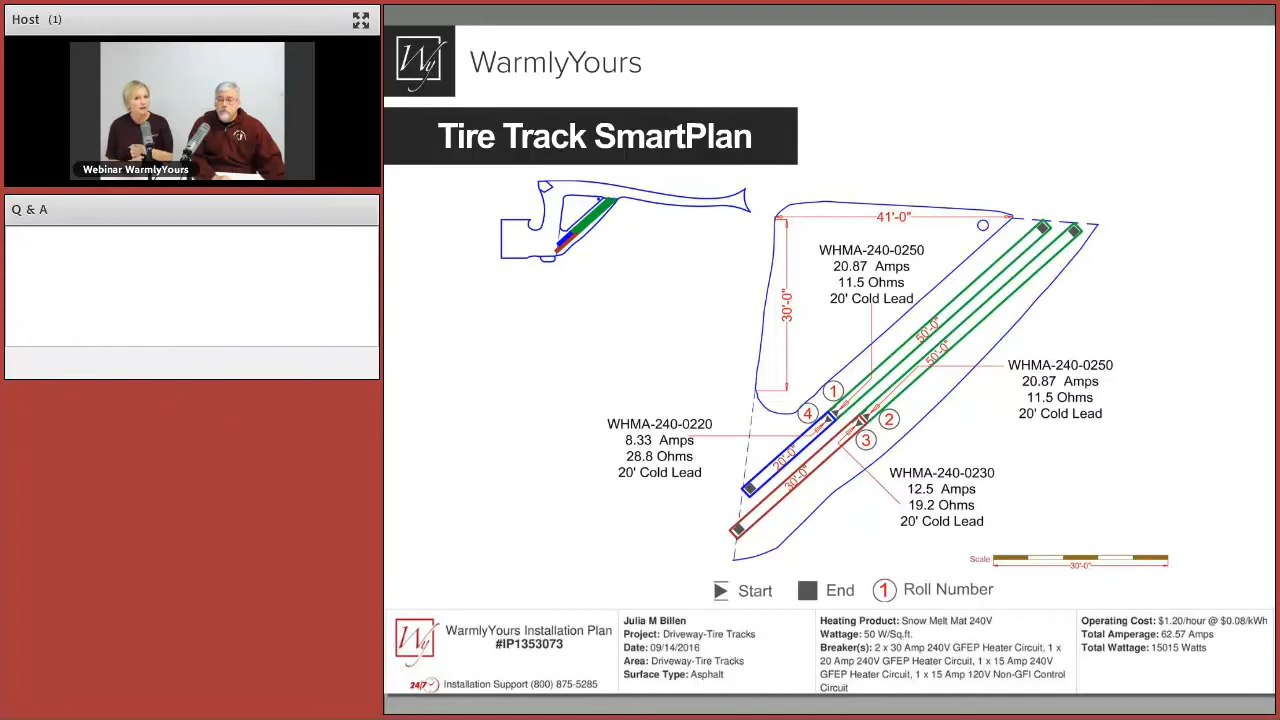 Host (1)
Webinar WarmlyYours
Q & A
Wy
WarmlyYours
Tire Track SmartPlan
41'-0"
30'-0"
WHMA-240-0250
20.87 Amps
11.5 Ohms
20' Cold Lead
50'-0"
50'-0"
WHMA-240-0250
20.87 Amps
11.5 Ohms
20' Cold Lead
1
4
2
3
WHMA-240-0220
8.33 Amps
28.8 Ohms
20' Cold Lead
20'-0"
30'-0"
WHMA-240-0230
12.5 Amps
19.2 Ohms
20' Cold Lead
Scale
30'-0"
Start End 1 Roll Number
Wy
WarmlyYours Installation Plan
#IP1353073
24/7 Installation Support (800) 875-5285
Julia M Billen
Project: Driveway-Tire Tracks
Date: 09/14/2016
Area: Driveway-Tire Tracks
Surface Type: Asphalt
Heating Product: Snow Melt Mat 240V
Wattage: 50 W/Sq.ft.
Breaker(s): 2 x 30 Amp 240V GFEP Heater Circuit, 1 x
20 Amp 240V GFEP Heater Circuit, 1 x 15 Amp 240V
GFEP Heater Circuit, 1 x 15 Amp 120V Non-GFI Control
Circuit
Operating Cost: $1.20/hour @ $0.08/kWh
Total Amperage: 62.57 Amps
Total Wattage: 15015 Watts